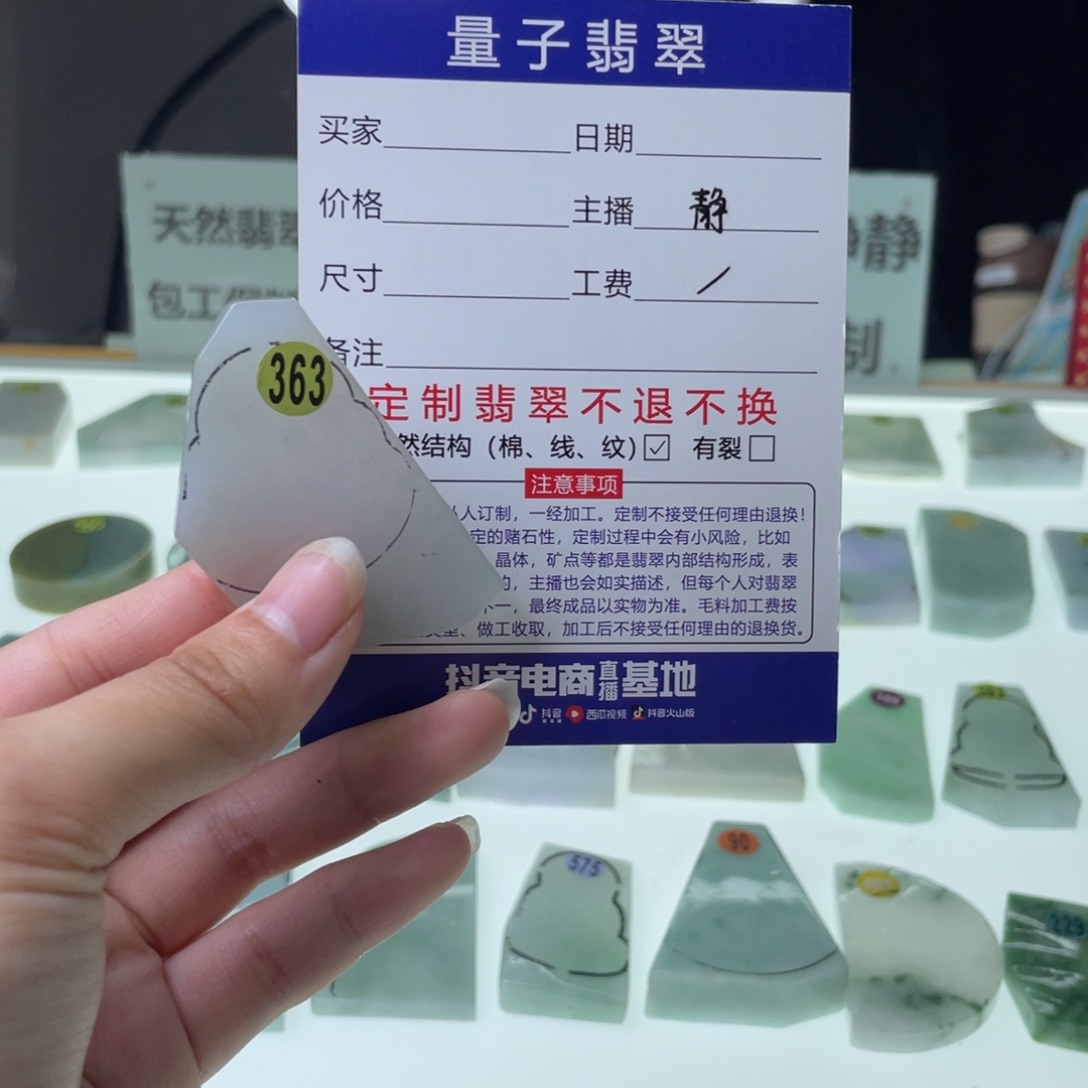 量子翡翠
买家 日期
价格 主播 静
尺寸 工费 /
备注
定制翡翠不退不换
然结构（棉、线、纹）☑ 有裂□
注意事项
人订制，一经加工。定制不接受任何理由退换！
定的赌石性，定制过程中会有小风险，比如
晶体，矿点等都是翡翠内部结构形成，表
，主播也会如实描述，但每个人对翡翠
不一，最终成品以实物为准。毛料加工费按
、做工收取，加工后不接受任何理由的退换货。
抖音电商直播基地
抖音 西瓜视频 抖音火山版
天然翡翠
包工
静
制
363
575
90
229